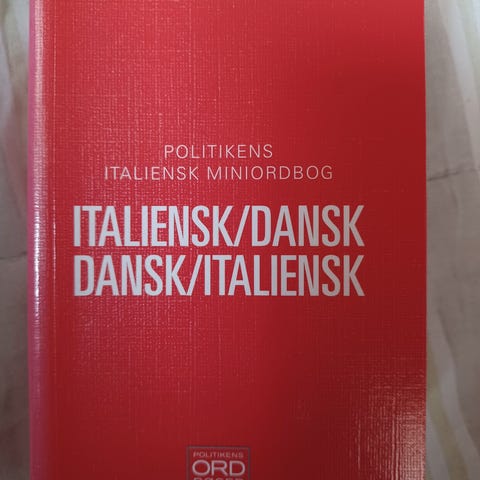 POLITIKENS
ITALIENSK MINIORDBOG
ITALIENSK/DANSK
DANSK/ITALIENSK
POLITIKENS
ORD